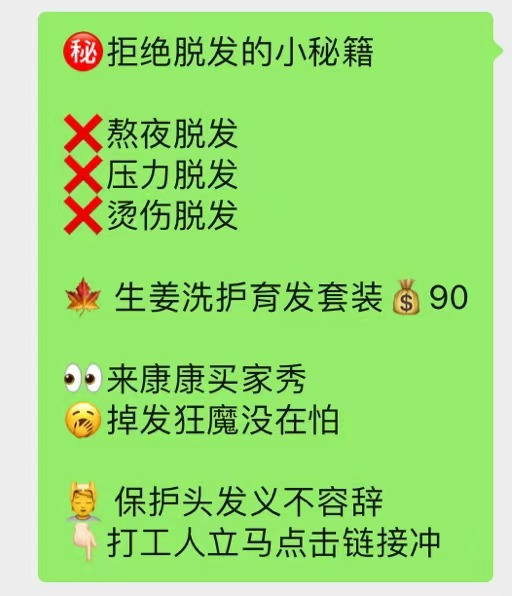 ㊙️拒绝脱发的小秘籍
❌熬夜脱发
❌压力脱发
❌烫伤脱发
🍁 生姜洗护育发套装💰90
👀来康康买家秀
🥱掉发狂魔没在怕
💆 保护头发义不容辞
👇🏻打工人立马点击链接冲